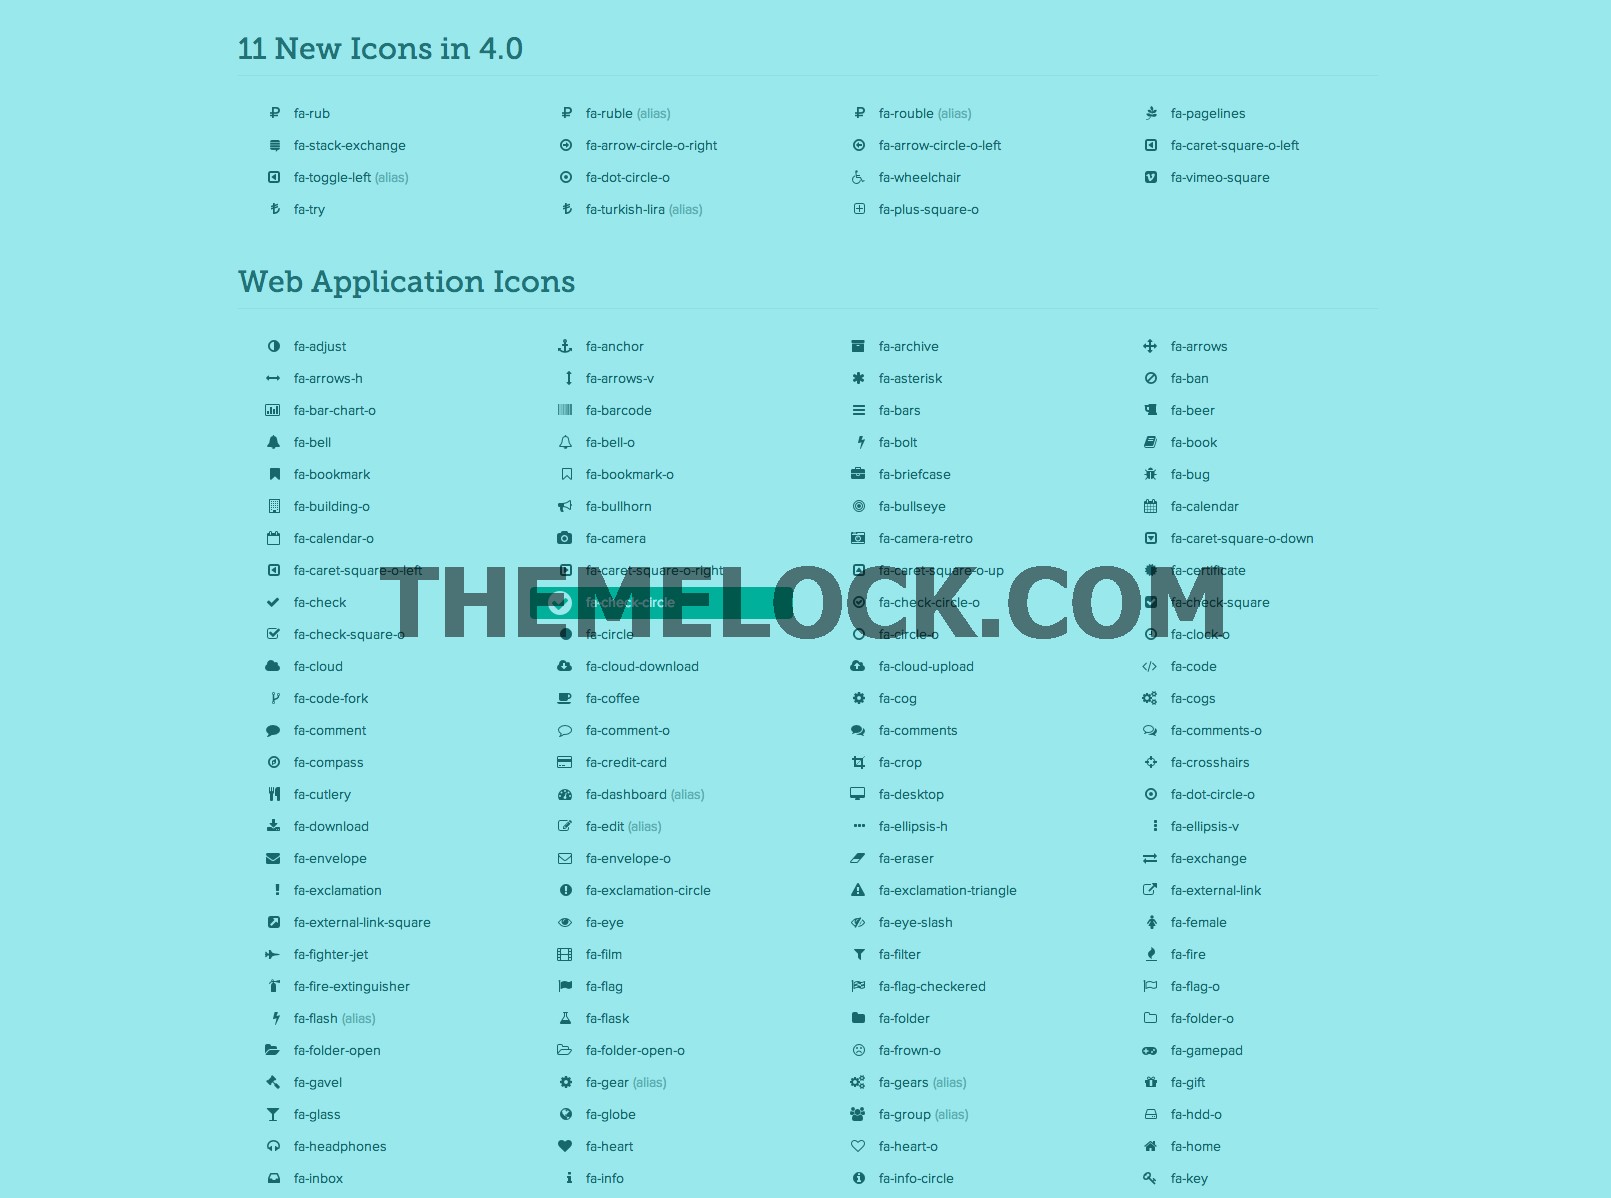 11 New Icons in 4.0
fa-rub fa-ruble (alias) fa-rouble (alias) fa-pagelines
fa-stack-exchange fa-arrow-circle-o-right fa-arrow-circle-o-left fa-caret-square-o-left
fa-toggle-left (alias) fa-dot-circle-o fa-wheelchair fa-vimeo-square
fa-try fa-turkish-lira (alias) fa-plus-square-o
Web Application Icons
fa-adjust fa-anchor fa-archive fa-arrows
fa-arrows-h fa-arrows-v fa-asterisk fa-ban
fa-bar-chart-o fa-barcode fa-bars fa-beer
fa-bell fa-bell-o fa-bolt fa-book
fa-bookmark fa-bookmark-o fa-briefcase fa-bug
fa-building-o fa-bullhorn fa-bullseye fa-calendar
fa-calendar-o fa-camera fa-camera-retro fa-caret-square-o-down
fa-caret-square-o-left fa-caret-square-o-right fa-caret-square-o-up fa-certificate
THEMELOCK.COM
fa-check fa-check-circle fa-check-circle-o fa-check-square
fa-check-square-o fa-circle fa-circle-o fa-clock-o
fa-cloud fa-cloud-download fa-cloud-upload fa-code
fa-code-fork fa-coffee fa-cog fa-cogs
fa-comment fa-comment-o fa-comments fa-comments-o
fa-compass fa-credit-card fa-crop fa-crosshairs
fa-cutlery fa-dashboard (alias) fa-desktop fa-dot-circle-o
fa-download fa-edit (alias) fa-ellipsis-h fa-ellipsis-v
fa-envelope fa-envelope-o fa-eraser fa-exchange
fa-exclamation fa-exclamation-circle fa-exclamation-triangle fa-external-link
fa-external-link-square fa-eye fa-eye-slash fa-female
fa-fighter-jet fa-film fa-filter fa-fire
fa-fire-extinguisher fa-flag fa-flag-checkered fa-flag-o
fa-flash (alias) fa-flask fa-folder fa-folder-o
fa-folder-open fa-folder-open-o fa-frown-o fa-gamepad
fa-gavel fa-gear (alias) fa-gears (alias) fa-gift
fa-glass fa-globe fa-group (alias) fa-hdd-o
fa-headphones fa-heart fa-heart-o fa-home
fa-inbox fa-info fa-info-circle fa-key